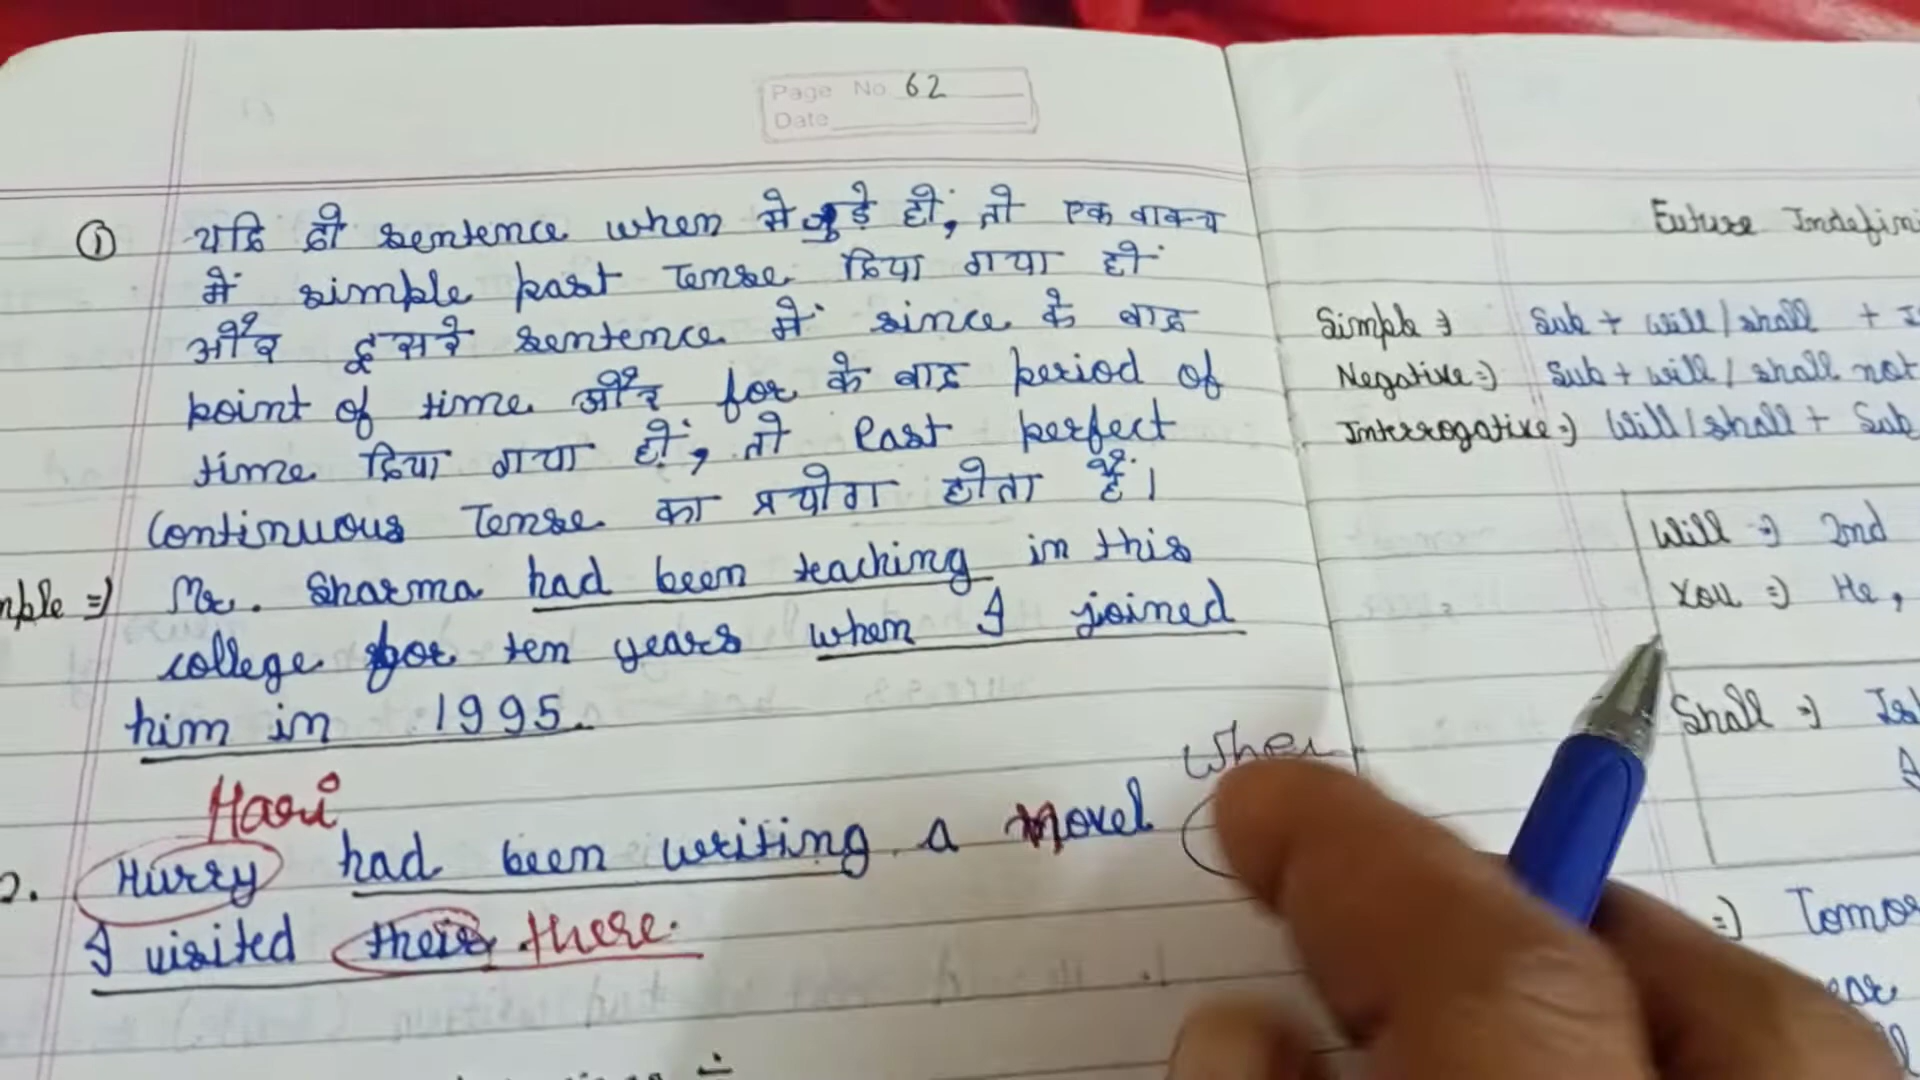 Page No 62
Date
① यदि दो sentence when से जुड़े हों, तो एक वाक्य
में simple past Tense दिया गया हों
और दूसरे sentence में since के बाद
point of time और for के बाद period of
time दिया गया हों, तो Past perfect
Continuous Tense का प्रयोग होता हैं।
mple ⇒ Mr. Sharma had been teaching in this
college for ten years when I joined
him in 1995.
Hari
When
2. Hurry had been writing a Novel
I visited their there.
Future Indefini
Simple ⇒ Sub + will/shall + I
Negative ⇒ Sub + will/shall not
Interrogative ⇒ Will/shall + Sub
Will ⇒ 2nd
You ⇒ He,
Shall ⇒ Ist
⇒ Tomor